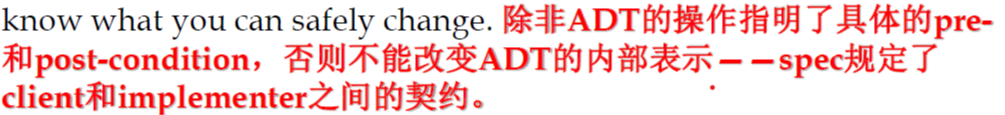 know what you can safely change. 除非ADT的操作指明了具体的pre-
和post-condition，否则不能改变ADT的内部表示——spec规定了
client和implementer之间的契约。